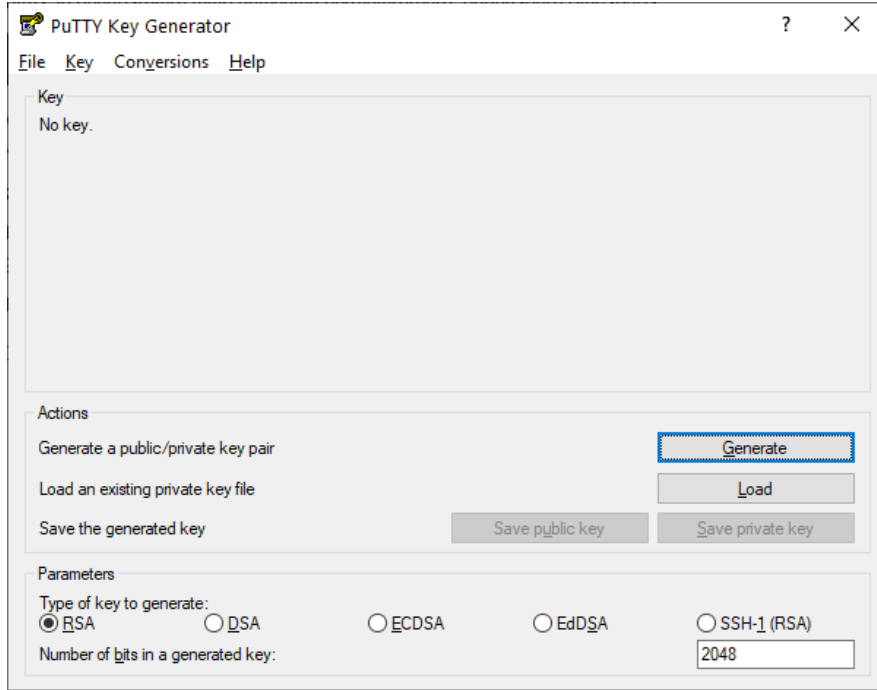 PuTTY Key Generator
? ×
File Key Conversions Help
Key
No key.
Actions
Generate a public/private key pair Generate
Load an existing private key file Load
Save the generated key Save public key Save private key
Parameters
Type of key to generate:
RSA DSA ECDSA EdDSA SSH-1 (RSA)
Number of bits in a generated key: 2048